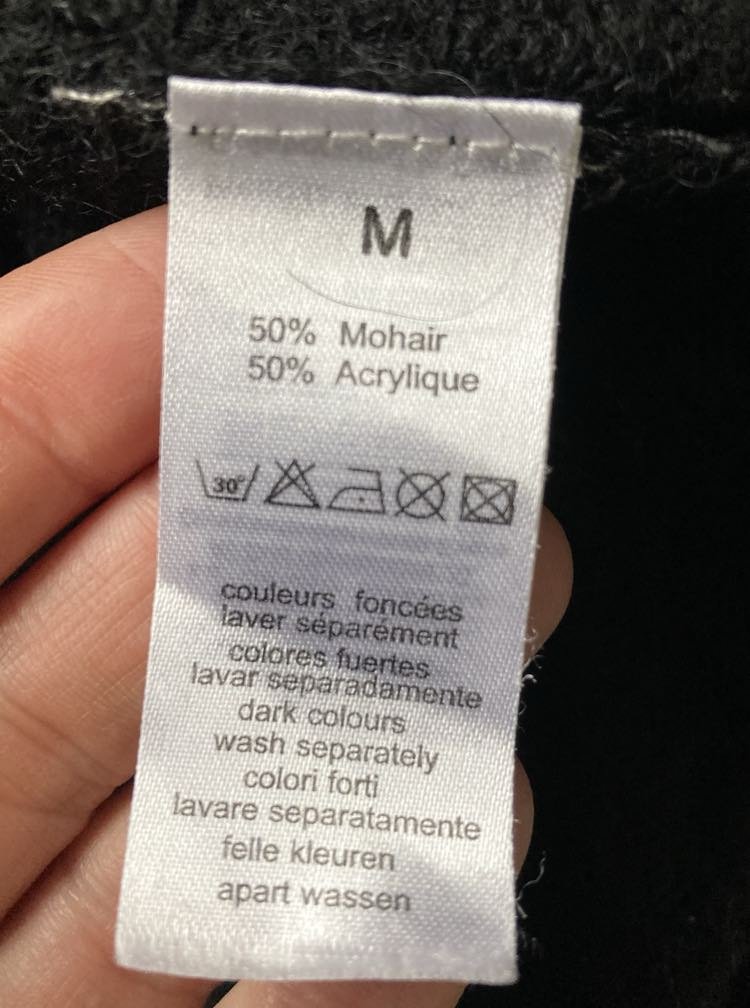 M
50% Mohair
50% Acrylique
30°
couleurs foncées
laver séparément
colores fuertes
lavar separadamente
dark colours
wash separately
colori forti
lavare separatamente
felle kleuren
apart wassen